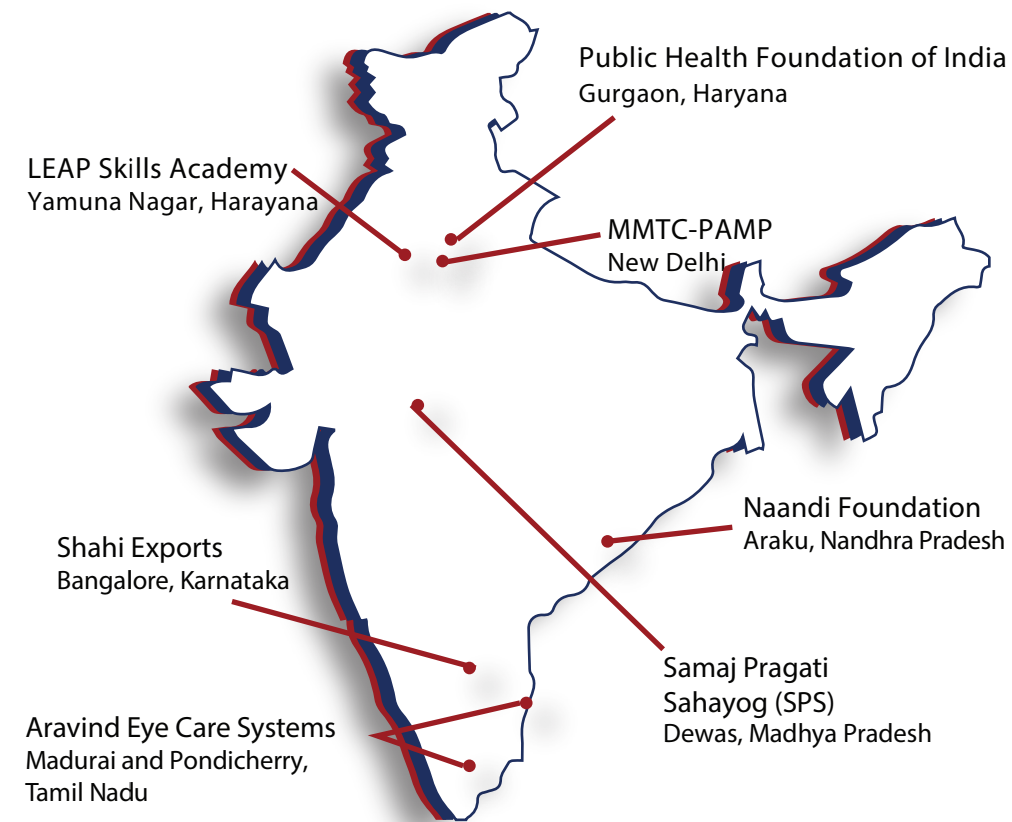 Public Health Foundation of India
Gurgaon, Haryana
LEAP Skills Academy
Yamuna Nagar, Harayana
MMTC-PAMP
New Delhi
Naandi Foundation
Araku, Nandhra Pradesh
Shahi Exports
Bangalore, Karnataka
Samaj Pragati
Sahayog (SPS)
Dewas, Madhya Pradesh
Aravind Eye Care Systems
Madurai and Pondicherry,
Tamil Nadu